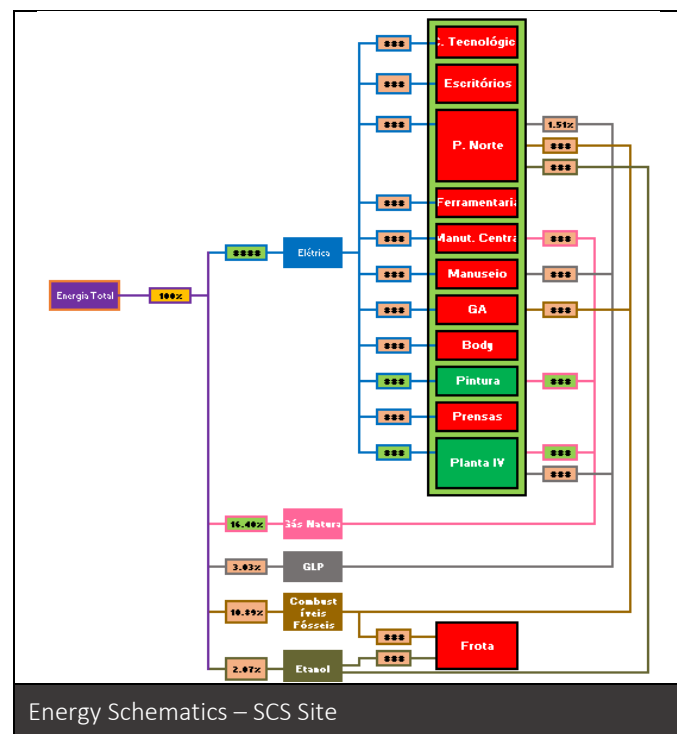 C. Tecnológic
###
Escritórios
###
P. Norte
###
1.51%
###
###
Ferramentaria
###
Manut. Centra
###
###
Elétrica
####
Manuseio
###
###
Energia Total
100%
GA
###
###
Body
###
Pintura
###
###
Prensas
###
Planta IV
###
###
###
16.40%
Gás Natura
3.03%
GLP
10.89%
Combust
íveis
Fósseis
###
Frota
###
2.07%
Etanol
Energy Schematics – SCS Site